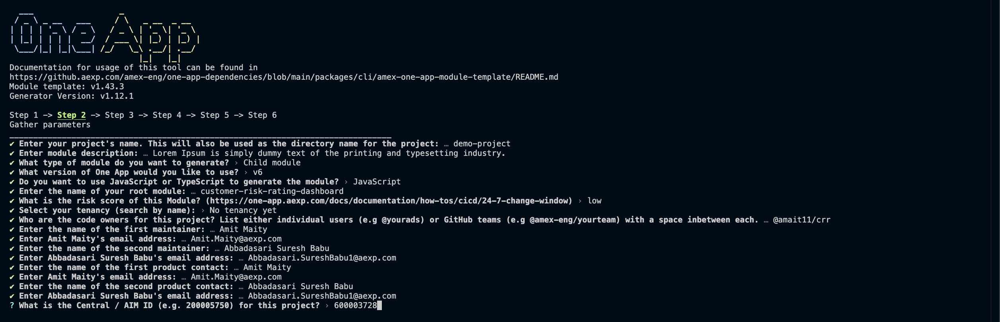 One App
Documentation for usage of this tool can be found in
https://github.aexp.com/amex-eng/one-app-dependencies/blob/main/packages/cli/amex-one-app-module-template/README.md
Module template: v1.43.3
Generator Version: v1.12.1
Step 1 -> Step 2 -> Step 3 -> Step 4 -> Step 5 -> Step 6
Gather parameters
✔ Enter your project's name. This will also be used as the directory name for the project: … demo-project
✔ Enter module description: … Lorem Ipsum is simply dummy text of the printing and typesetting industry.
✔ What type of module do you want to generate? › Child module
✔ What version of One App would you like to use? › v6
✔ Do you want to use JavaScript or TypeScript to generate the module? › JavaScript
✔ Enter the name of your root module: … customer-risk-rating-dashboard
✔ What is the risk score of this Module? (https://one-app.aexp.com/docs/documentation/how-tos/cicd/24-7-change-window) › low
✔ Select your tenancy (search by name): › No tenancy yet
✔ Who are the code owners for this project? List either individual users (e.g @yourads) or GitHub teams (e.g @amex-eng/yourteam) with a space inbetween each. … @amait11/crr
✔ Enter the name of the first maintainer: … Amit Maity
✔ Enter Amit Maity's email address: … Amit.Maity@aexp.com
✔ Enter the name of the second maintainer: … Abbadasari Suresh Babu
✔ Enter Abbadasari Suresh Babu's email address: … Abbadasari.SureshBabu1@aexp.com
✔ Enter the name of the first product contact: … Amit Maity
✔ Enter Amit Maity's email address: … Amit.Maity@aexp.com
✔ Enter the name of the second product contact: … Abbadasari Suresh Babu
✔ Enter Abbadasari Suresh Babu's email address: … Abbadasari.SureshBabu1@aexp.com
? What is the Central / AIM ID (e.g. 200005750) for this project? › 600003728